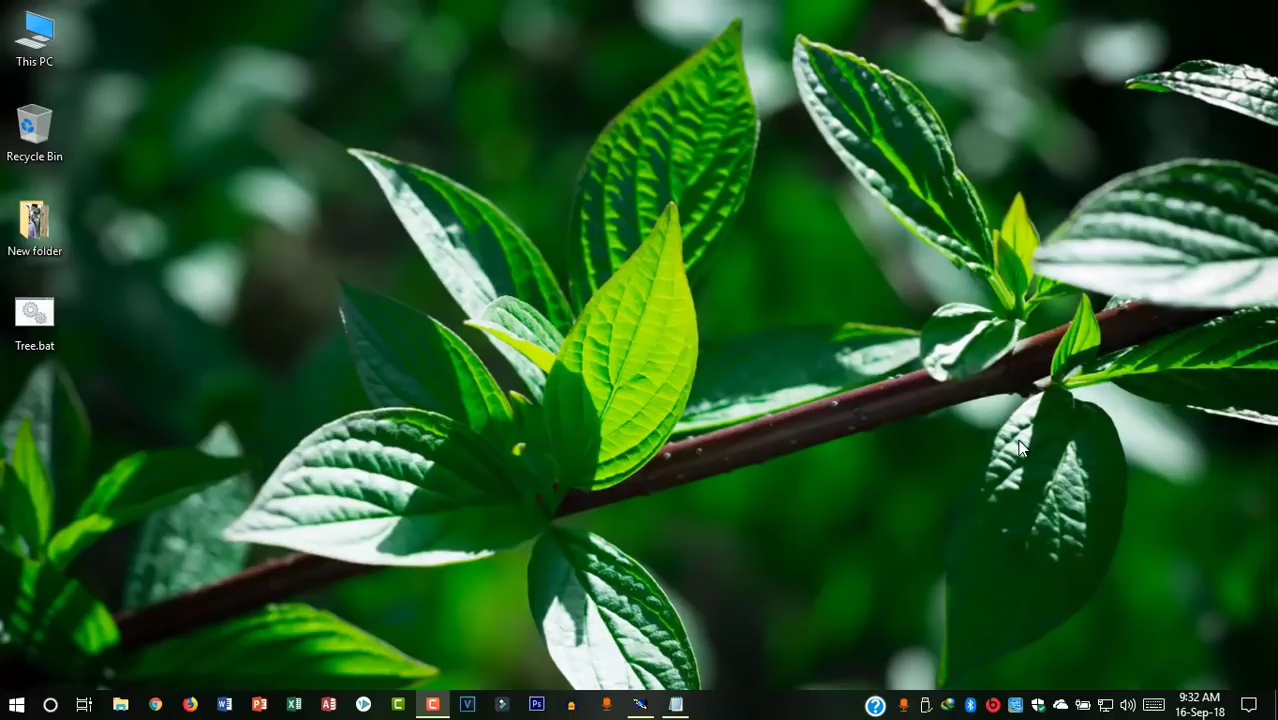 This PC
Recycle Bin
New folder
Tree.bat
9:32 AM
16-Sep-18